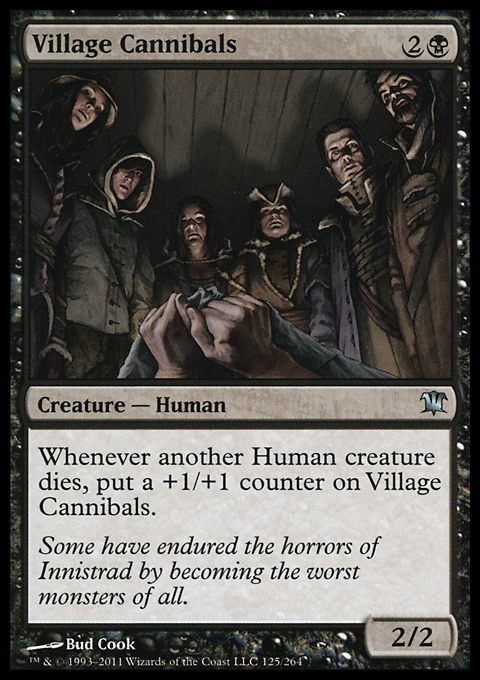 Village Cannibals 2
Creature — Human
Whenever another Human creature
dies, put a +1/+1 counter on Village
Cannibals.
Some have endured the horrors of
Innistrad by becoming the worst
monsters of all.
2/2
Bud Cook
™ & © 1993–2011 Wizards of the Coast LLC 125/264